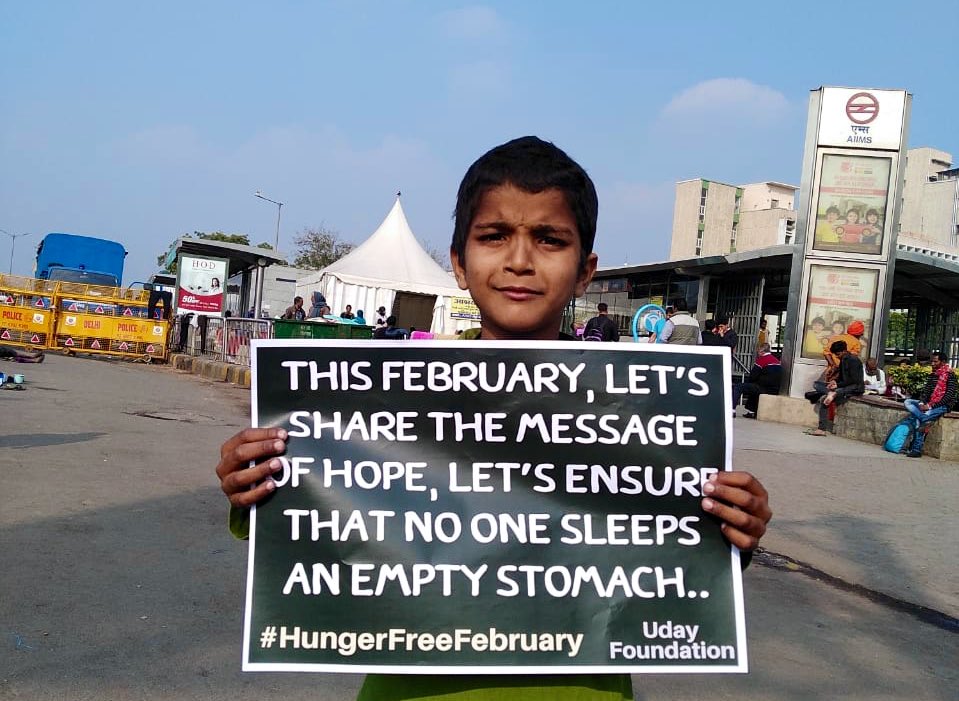 एम्स
AIIMS
H·O·D
DELHI
POLICE
POLICE
THIS FEBRUARY, LET'S
SHARE THE MESSAGE
OF HOPE, LET'S ENSURE
THAT NO ONE SLEEPS
AN EMPTY STOMACH..
#HungerFreeFebruary
Uday
Foundation